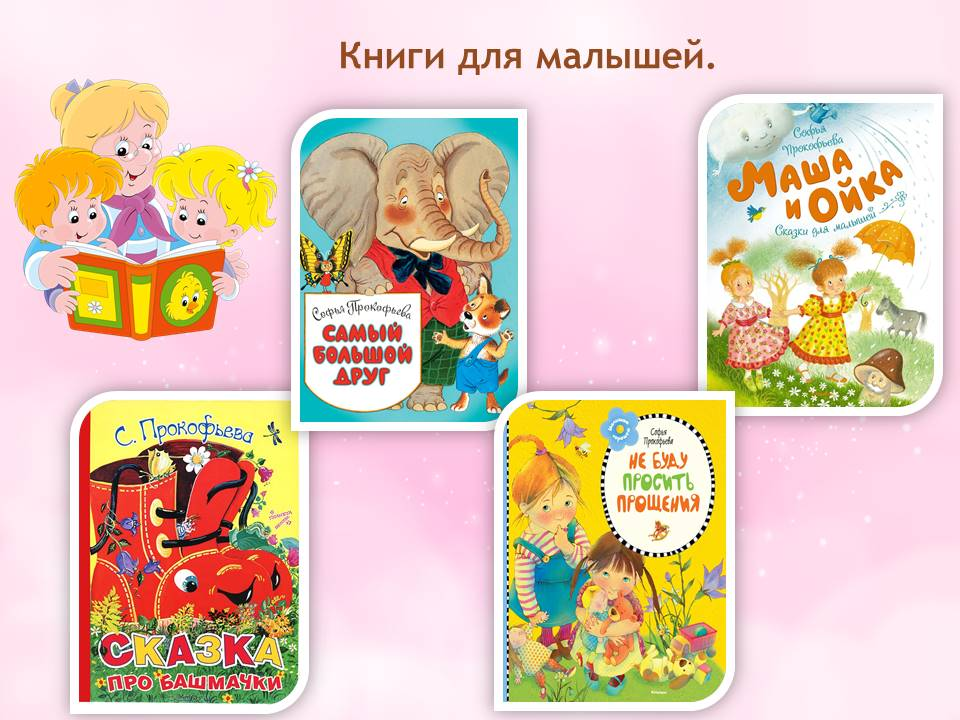 Книги для малышей.
Софья Прокофьева
САМЫЙ
БОЛЬШОЙ
ДРУГ
Софья
Прокофьева
МАША
И ОЙКА
Сказки для малышей
С. Прокофьева
СКАЗКА
ПРО БАШМАЧКИ
Софья
Прокофьева
НЕ БУДУ
ПРОСИТЬ
ПРОЩЕНИЯ